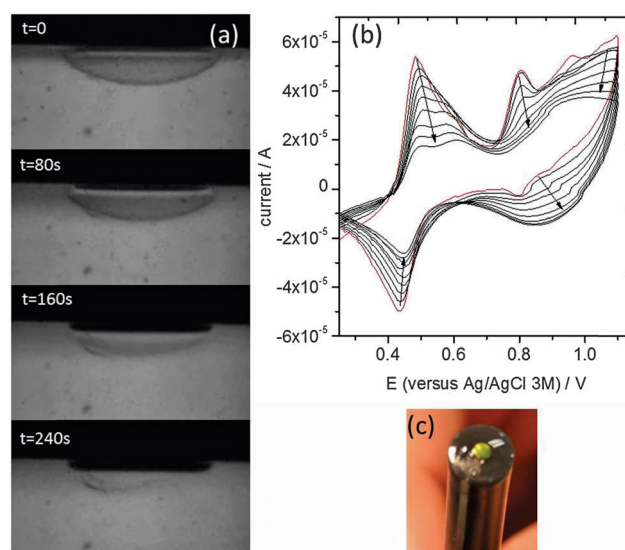 t=0
(a)
t=80s
t=160s
t=240s
(b)
6x10⁻⁵
4x10⁻⁵
2x10⁻⁵
0
-2x10⁻⁵
-4x10⁻⁵
-6x10⁻⁵
current / A
0.4 0.6 0.8 1.0
E (versus Ag/AgCl 3M) / V
(c)